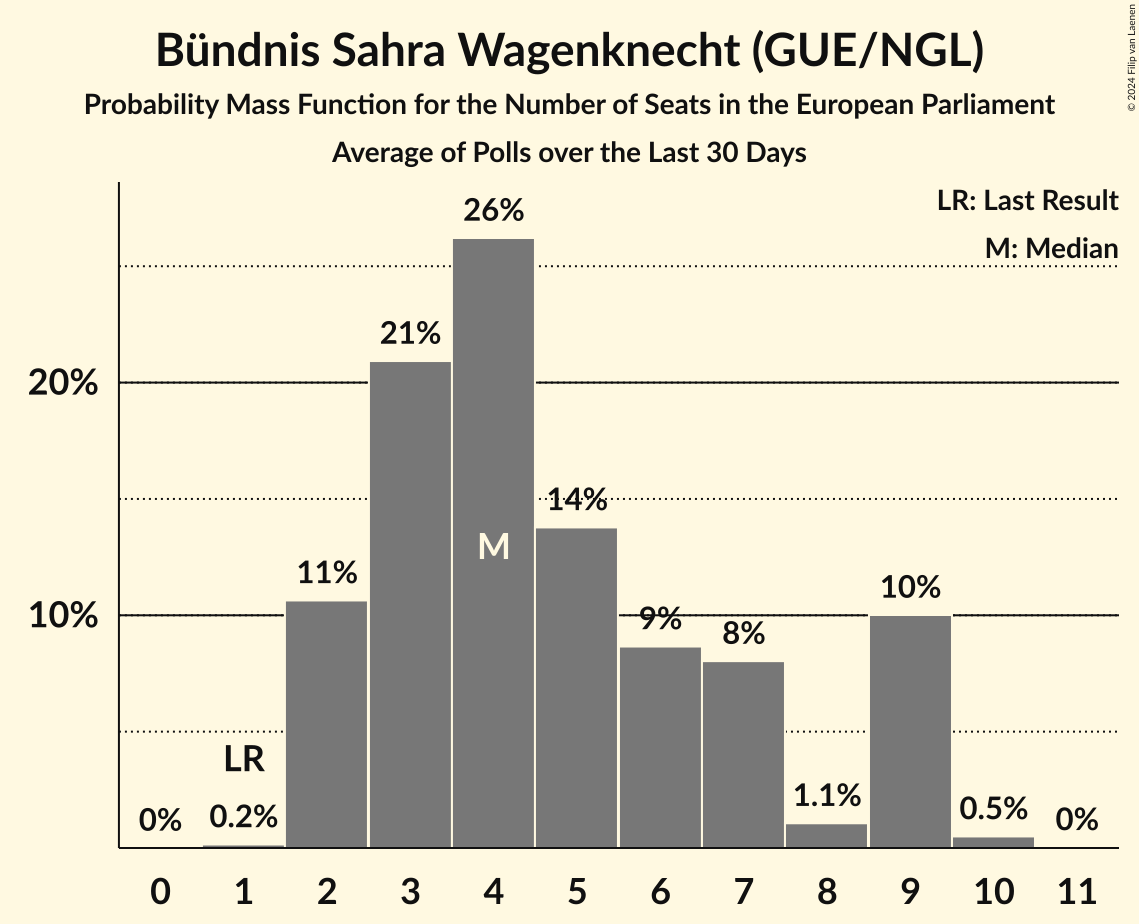 Bündnis Sahra Wagenknecht (GUE/NGL)
Probability Mass Function for the Number of Seats in the European Parliament
Average of Polls over the Last 30 Days
© 2024 Filip van Laenen
LR: Last Result
M: Median
26%
21%
20%
14%
M
11%
10%
10%
9%
8%
LR
0%
0.2%
1.1%
0.5%
0%
0 1 2 3 4 5 6 7 8 9 10 11